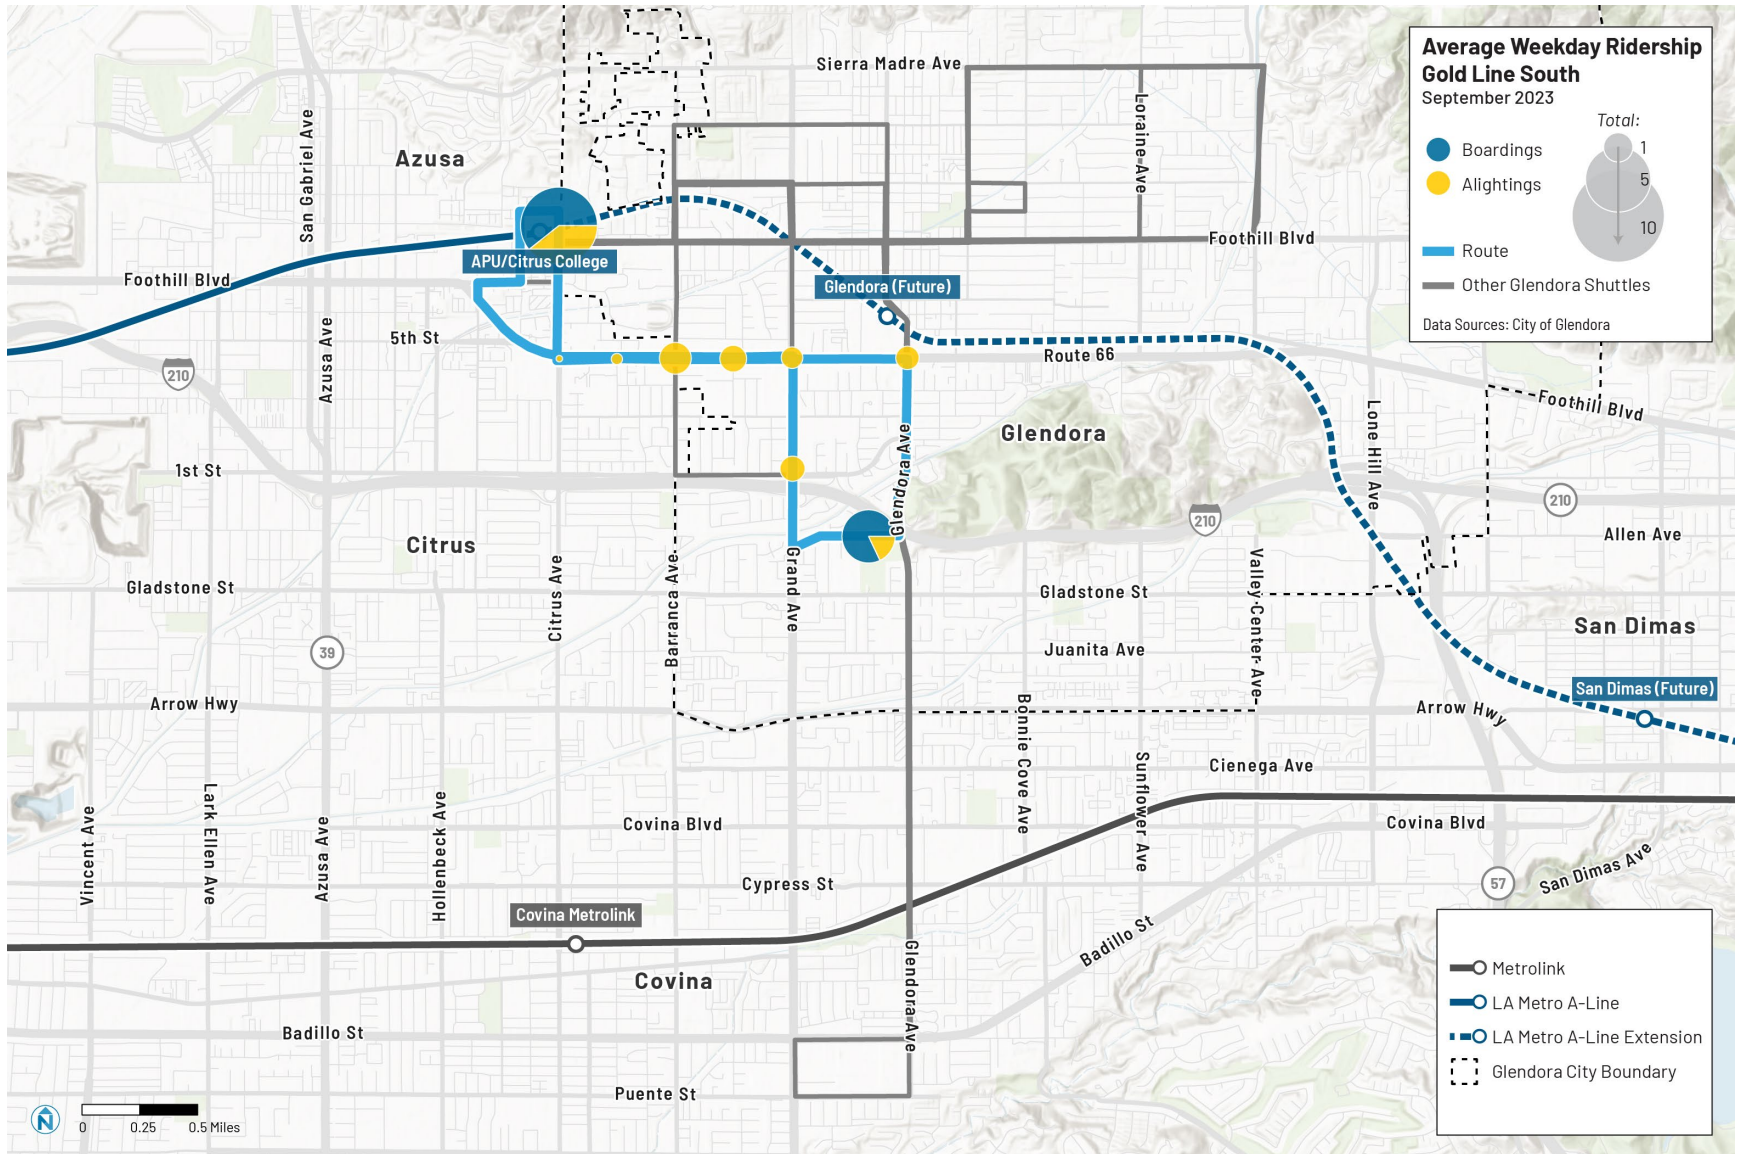 Average Weekday Ridership
Gold Line South
September 2023
Total:
1
5
10
Boardings
Alightings
Route
Other Glendora Shuttles
Data Sources: City of Glendora
Sierra Madre Ave
Loraine Ave
San Gabriel Ave
Azusa
APU/Citrus College
Foothill Blvd
Foothill Blvd
Glendora (Future)
5th St
Azusa Ave
Route 66
210
Foothill Blvd
Lone Hill Ave
Glendora
Glendora Ave
1st St
210
210
Allen Ave
Citrus
Gladstone St
Citrus Ave
Barranca Ave
Grand Ave
Gladstone St
Valley Center Ave
San Dimas
39
Juanita Ave
San Dimas (Future)
Arrow Hwy
Bonnie Cove Ave
Arrow Hwy
Sunflower Ave
Cienega Ave
Vincent Ave
Lark Ellen Ave
Azusa Ave
Hollenbeck Ave
Covina Blvd
Covina Blvd
Cypress St
57
San Dimas Ave
Covina Metrolink
Badillo St
Glendora Ave
Covina
Badillo St
Puente St
Metrolink
LA Metro A-Line
LA Metro A-Line Extension
Glendora City Boundary
N
0
0.25
0.5 Miles